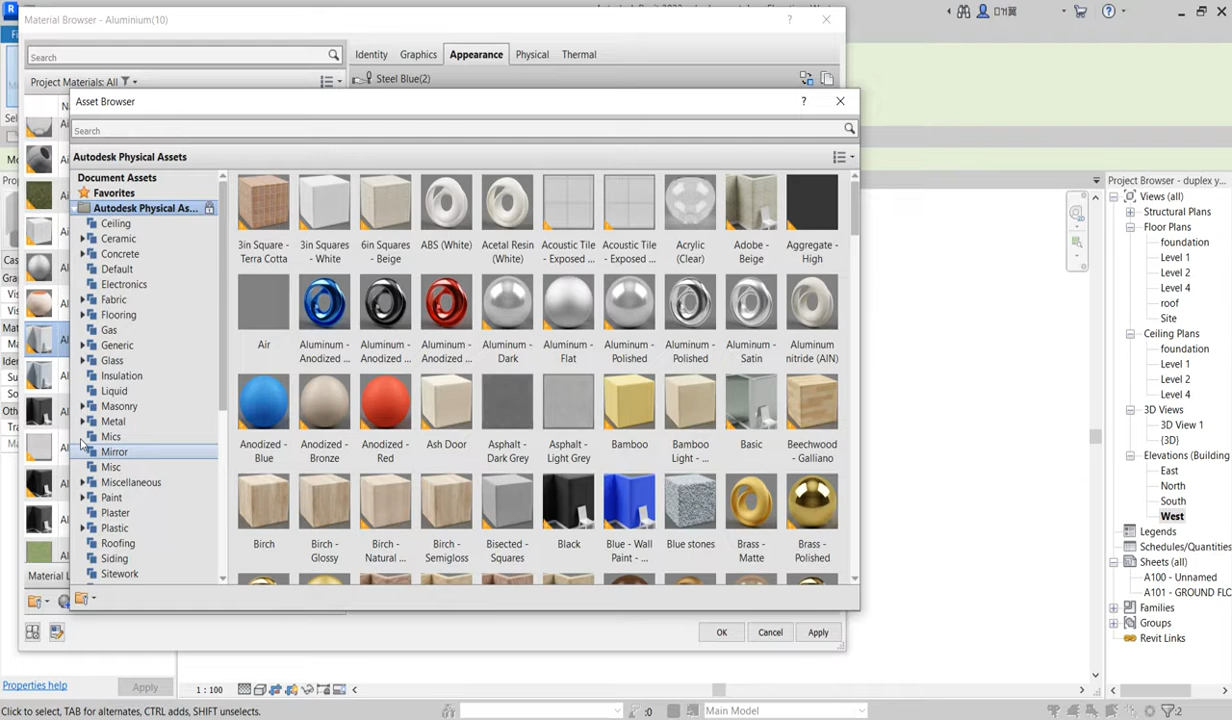 Material Browser - Aluminium(10)
Search
Project Materials: All
Identity
Graphics
Appearance
Physical
Thermal
Steel Blue(2)
Asset Browser
Search
Autodesk Physical Assets
Document Assets
Favorites
Autodesk Physical As...
Ceiling
Ceramic
Concrete
Default
Electronics
Fabric
Flooring
Gas
Generic
Glass
Insulation
Liquid
Masonry
Metal
Mics
Mirror
Misc
Miscellaneous
Paint
Plaster
Plastic
Roofing
Siding
Sitework
3in Square -
Terra Cotta
3in Squares
- White
6in Squares
- Beige
ABS (White)
Acetal Resin
(White)
Acoustic Tile
- Exposed ...
Acoustic Tile
- Exposed ...
Acrylic
(Clear)
Adobe -
Beige
Aggregate -
High
Air
Aluminum -
Anodized ...
Aluminum -
Anodized ...
Aluminum -
Anodized ...
Aluminum -
Dark
Aluminum -
Flat
Aluminum -
Polished
Aluminum -
Polished
Aluminum -
Satin
Aluminum
nitride (AlN)
Anodized -
Blue
Anodized -
Bronze
Anodized -
Red
Ash Door
Asphalt -
Dark Grey
Asphalt -
Light Grey
Bamboo
Bamboo
Light - ...
Basic
Beechwood
- Galliano
Birch
Birch -
Glossy
Birch -
Natural ...
Birch -
Semigloss
Bisected -
Squares
Black
Blue - Wall
Paint - ...
Blue stones
Brass -
Matte
Brass -
Polished
Material L
OK
Cancel
Apply
Properties help
Apply
1 : 100
Click to select, TAB for alternates, CTRL adds, SHIFT unselects.
:0
Main Model
:2
Project Browser - duplex y...
Views (all)
Structural Plans
Floor Plans
foundation
Level 1
Level 2
Level 4
roof
Site
Ceiling Plans
foundation
Level 1
Level 2
Level 4
3D Views
3D View 1
{3D}
Elevations (Building
East
North
South
West
Legends
Schedules/Quantities
Sheets (all)
A100 - Unnamed
A101 - GROUND FLC
Families
Groups
Revit Links